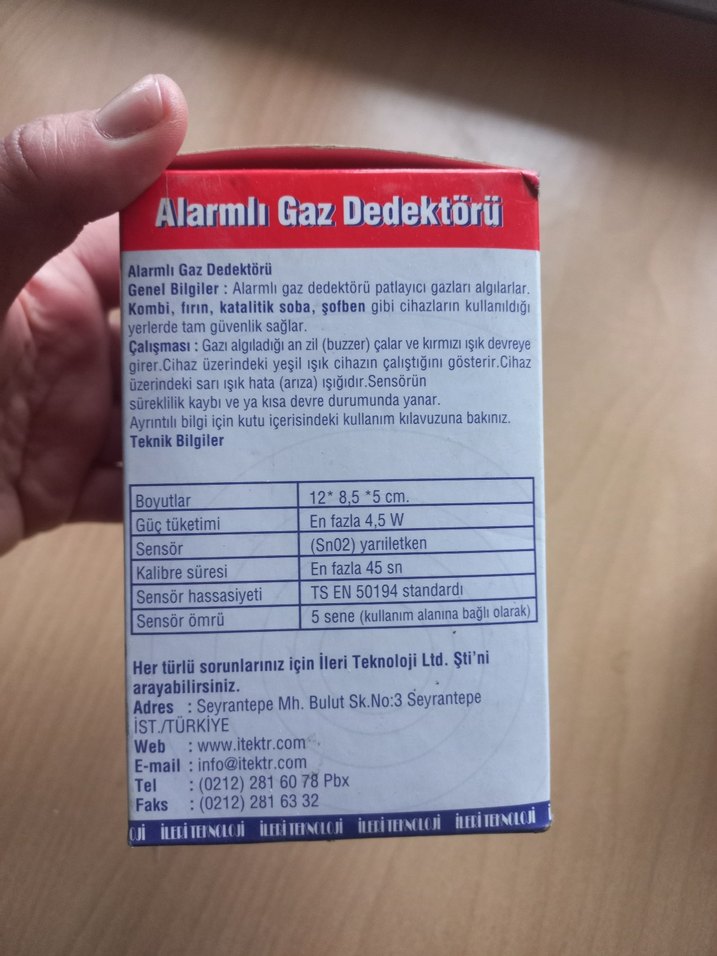 Alarmlı Gaz Dedektörü
Alarmlı Gaz Dedektörü
Genel Bilgiler : Alarmlı gaz dedektörü patlayıcı gazları algılarlar.
Kombi, fırın, katalitik soba, şofben gibi cihazların kullanıldığı
yerlerde tam güvenlik sağlar.
Çalışması : Gazı algıladığı an zil (buzzer) çalar ve kırmızı ışık devreye
girer.Cihaz üzerindeki yeşil ışık cihazın çalıştığını gösterir.Cihaz
üzerindeki sarı ışık hata (arıza) ışığıdır.Sensörün
süreklilik kaybı ve ya kısa devre durumunda yanar.
Ayrıntılı bilgi için kutu içerisindeki kullanım kılavuzuna bakınız.
Teknik Bilgiler
Boyutlar 12* 8,5 *5 cm.
Güç tüketimi En fazla 4,5 W
Sensör (Sn02) yarıiletken
Kalibre süresi En fazla 45 sn
Sensör hassasiyeti TS EN 50194 standardı
Sensör ömrü 5 sene (kullanım alanına bağlı olarak)
Her türlü sorunlarınız için İleri Teknoloji Ltd. Şti'ni
arayabilirsiniz.
Adres : Seyrantepe Mh. Bulut Sk.No:3 Seyrantepe
İST./TÜRKİYE
Web : www.itektr.com
E-mail : info@itektr.com
Tel : (0212) 281 60 78 Pbx
Faks : (0212) 281 63 32
OJİ İLERİ TEKNOLOJİ İLERİ TEKNOLOJİ İLERİ TEKNOLOJİ İLERİ TEKNOLOJİ